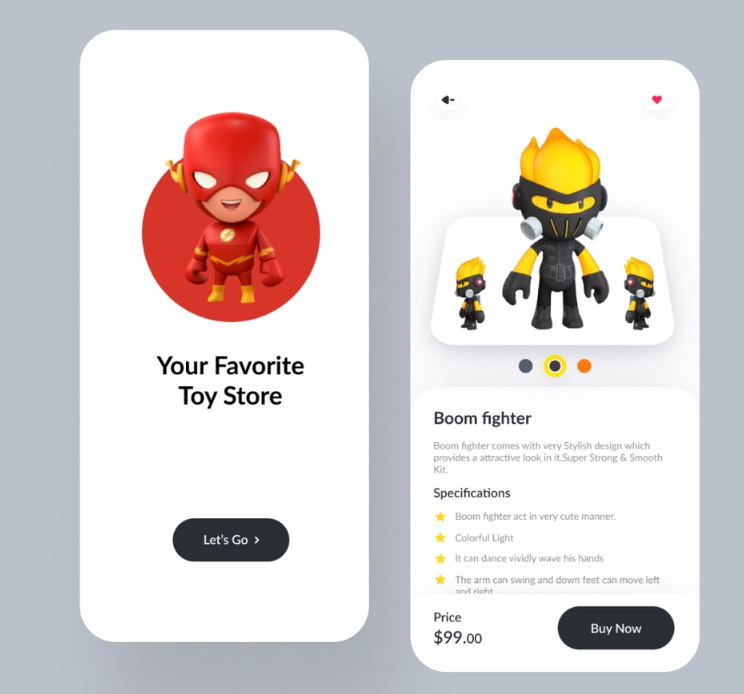 Your Favorite
Toy Store
Let's Go
Boom fighter
Boom fighter comes with very Stylish design which
provides a attractive look in it.Super Strong & Smooth
Kit.
Specifications
Boom fighter act in very cute manner.
Colorful Light
It can dance vividly wave his hands
The arm can swing and down feet can move left
and right
Price
$99.00
Buy Now